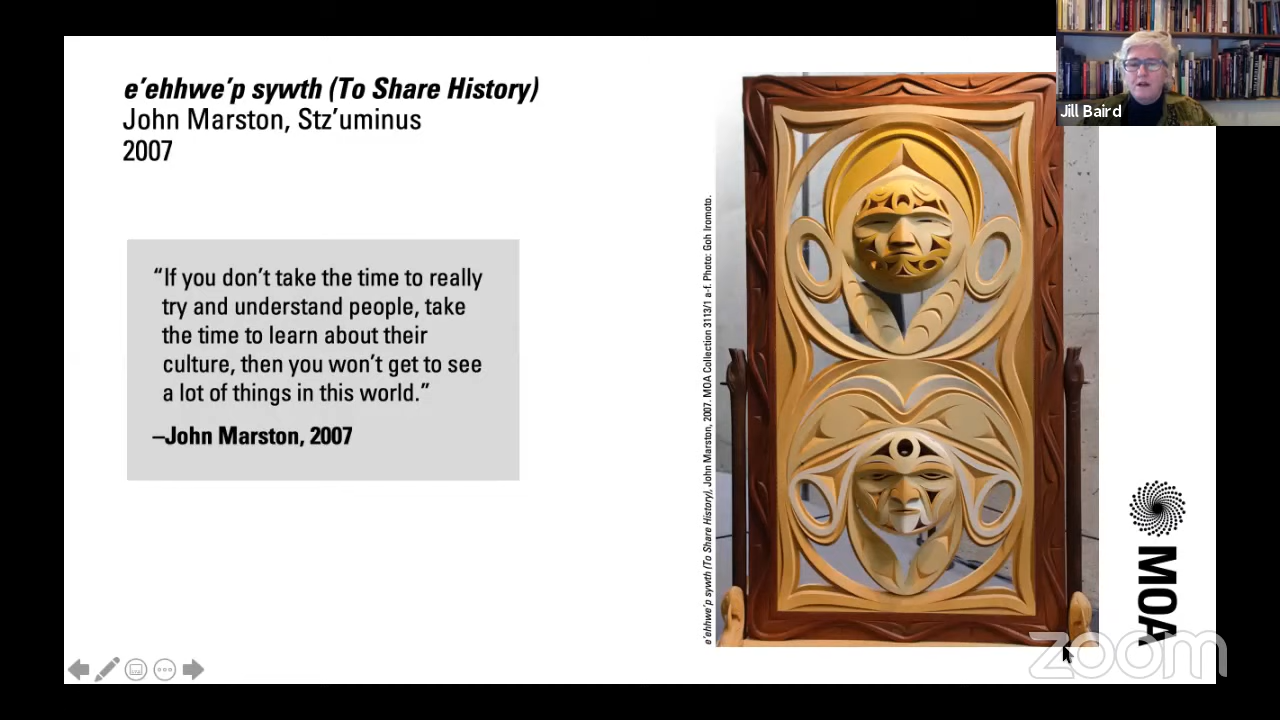 e’ehhwe’p sywth (To Share History)
John Marston, Stz’uminus
2007
“If you don’t take the time to really
try and understand people, take
the time to learn about their
culture, then you won’t get to see
a lot of things in this world.”
–John Marston, 2007
e’ehhwe’p sywth (To Share History), John Marston, 2007. MOA Collection 3113/1 a-f. Photo: Goh Iromoto.
Jill Baird
MOA
zoom